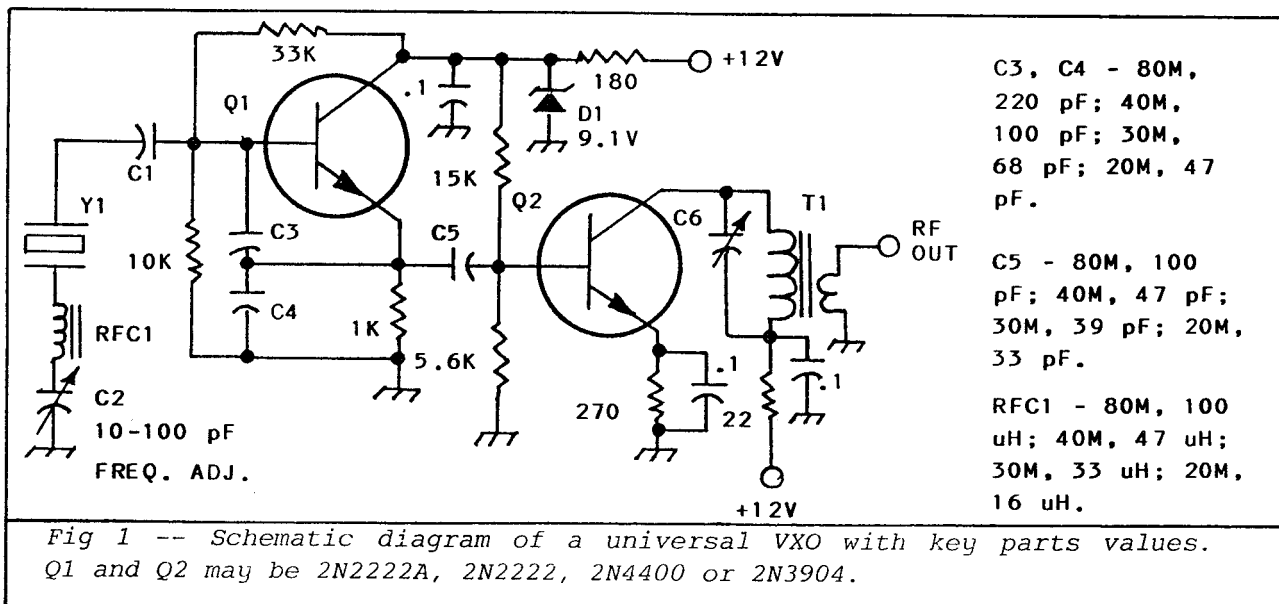 33K
+12V
180
.1
Q1
D1
9.1V
C1
15K
Y1
Q2
C6
T1
RF
OUT
C3
C5
10K
C4
1K
RFC1
5.6K
.1
.1
C2
270
22
10-100 pF
FREQ. ADJ.
+12V
C3, C4 - 80M,
220 pF; 40M,
100 pF; 30M,
68 pF; 20M, 47
pF.
C5 - 80M, 100
pF; 40M, 47 pF;
30M, 39 pF; 20M,
33 pF.
RFC1 - 80M, 100
uH; 40M, 47 uH;
30M, 33 uH; 20M,
16 uH.
Fig 1 -- Schematic diagram of a universal VXO with key parts values.
Q1 and Q2 may be 2N2222A, 2N2222, 2N4400 or 2N3904.